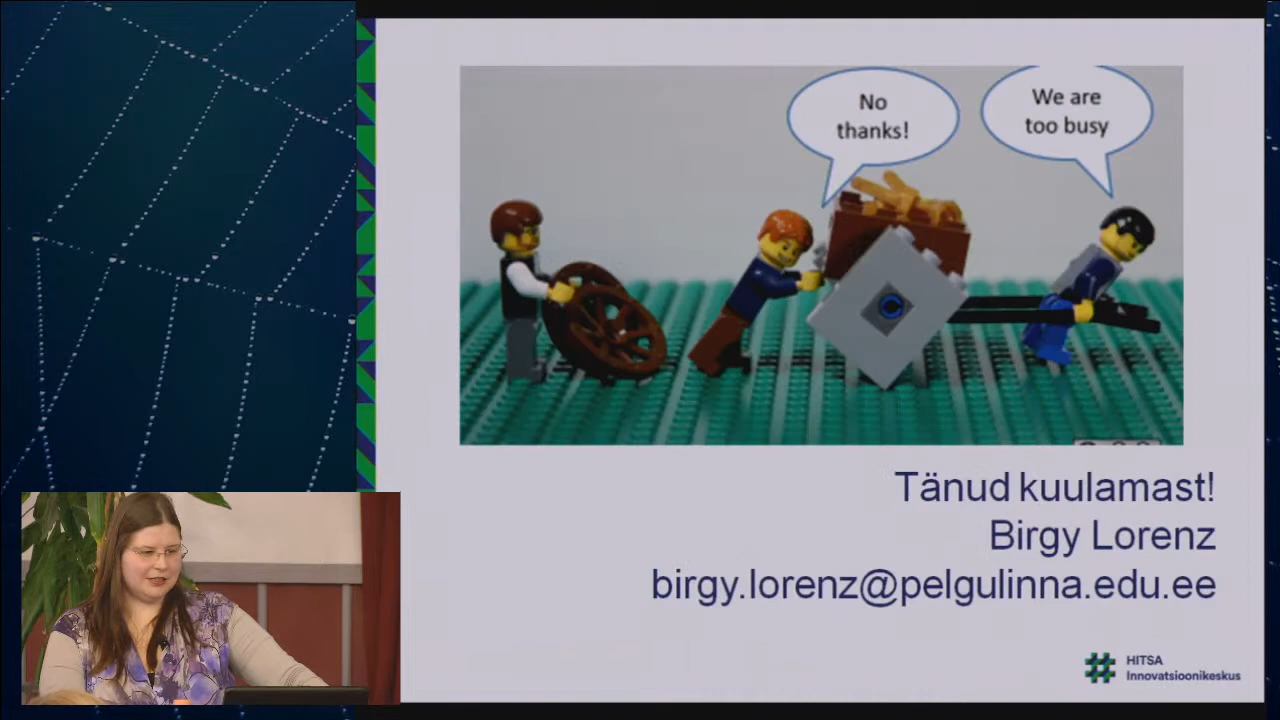 No
thanks!
We are
too busy
Tänud kuulamast!
Birgy Lorenz
birgy.lorenz@pelgulinna.edu.ee
HITSA
Innovatsioonikeskus